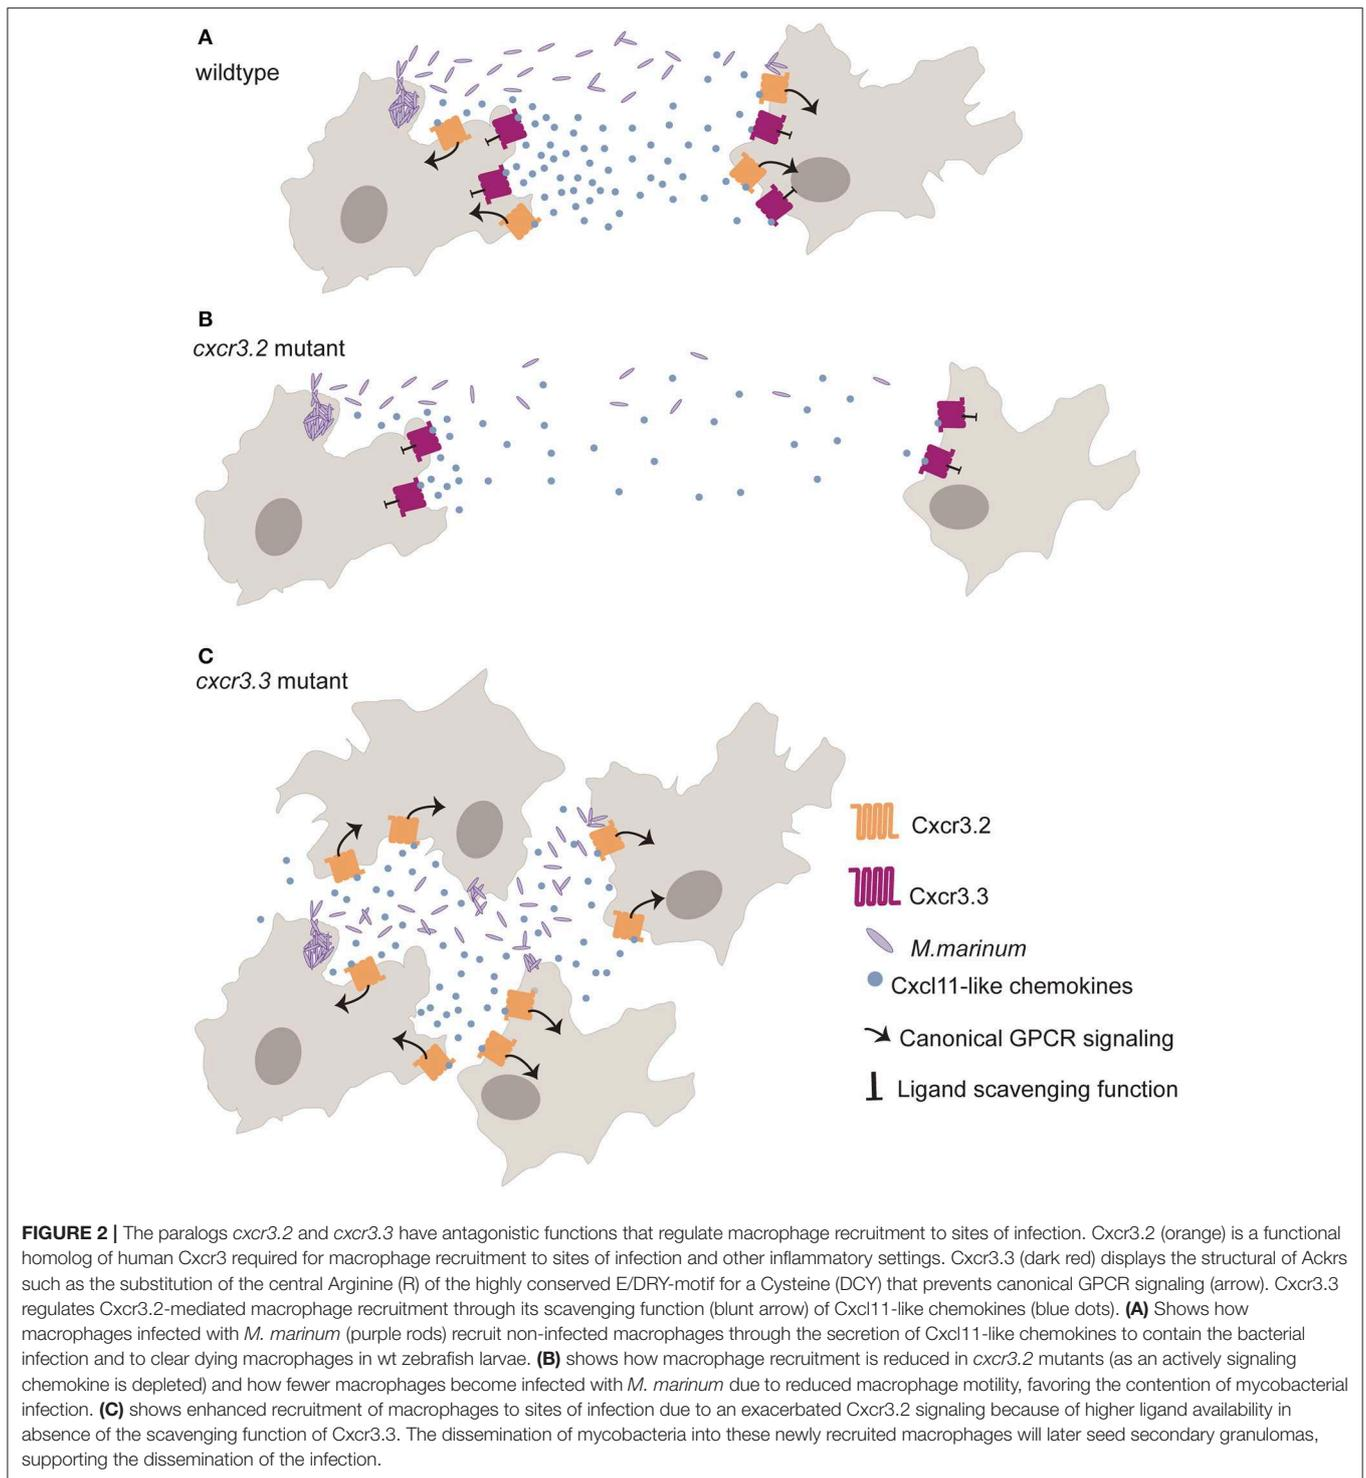 A
wildtype
B
cxcr3.2 mutant
C
cxcr3.3 mutant
Cxcr3.2
Cxcr3.3
M.marinum
Cxcl11-like chemokines
Canonical GPCR signaling
Ligand scavenging function
FIGURE 2 | The paralogs cxcr3.2 and cxcr3.3 have antagonistic functions that regulate macrophage recruitment to sites of infection. Cxcr3.2 (orange) is a functional
homolog of human Cxcr3 required for macrophage recruitment to sites of infection and other inflammatory settings. Cxcr3.3 (dark red) displays the structural of Ackrs
such as the substitution of the central Arginine (R) of the highly conserved E/DRY-motif for a Cysteine (DCY) that prevents canonical GPCR signaling (arrow). Cxcr3.3
regulates Cxcr3.2-mediated macrophage recruitment through its scavenging function (blunt arrow) of Cxcl11-like chemokines (blue dots). (A) Shows how
macrophages infected with M. marinum (purple rods) recruit non-infected macrophages through the secretion of Cxcl11-like chemokines to contain the bacterial
infection and to clear dying macrophages in wt zebrafish larvae. (B) shows how macrophage recruitment is reduced in cxcr3.2 mutants (as an actively signaling
chemokine is depleted) and how fewer macrophages become infected with M. marinum due to reduced macrophage motility, favoring the contention of mycobacterial
infection. (C) shows enhanced recruitment of macrophages to sites of infection due to an exacerbated Cxcr3.2 signaling because of higher ligand availability in
absence of the scavenging function of Cxcr3.3. The dissemination of mycobacteria into these newly recruited macrophages will later seed secondary granulomas,
supporting the dissemination of the infection.